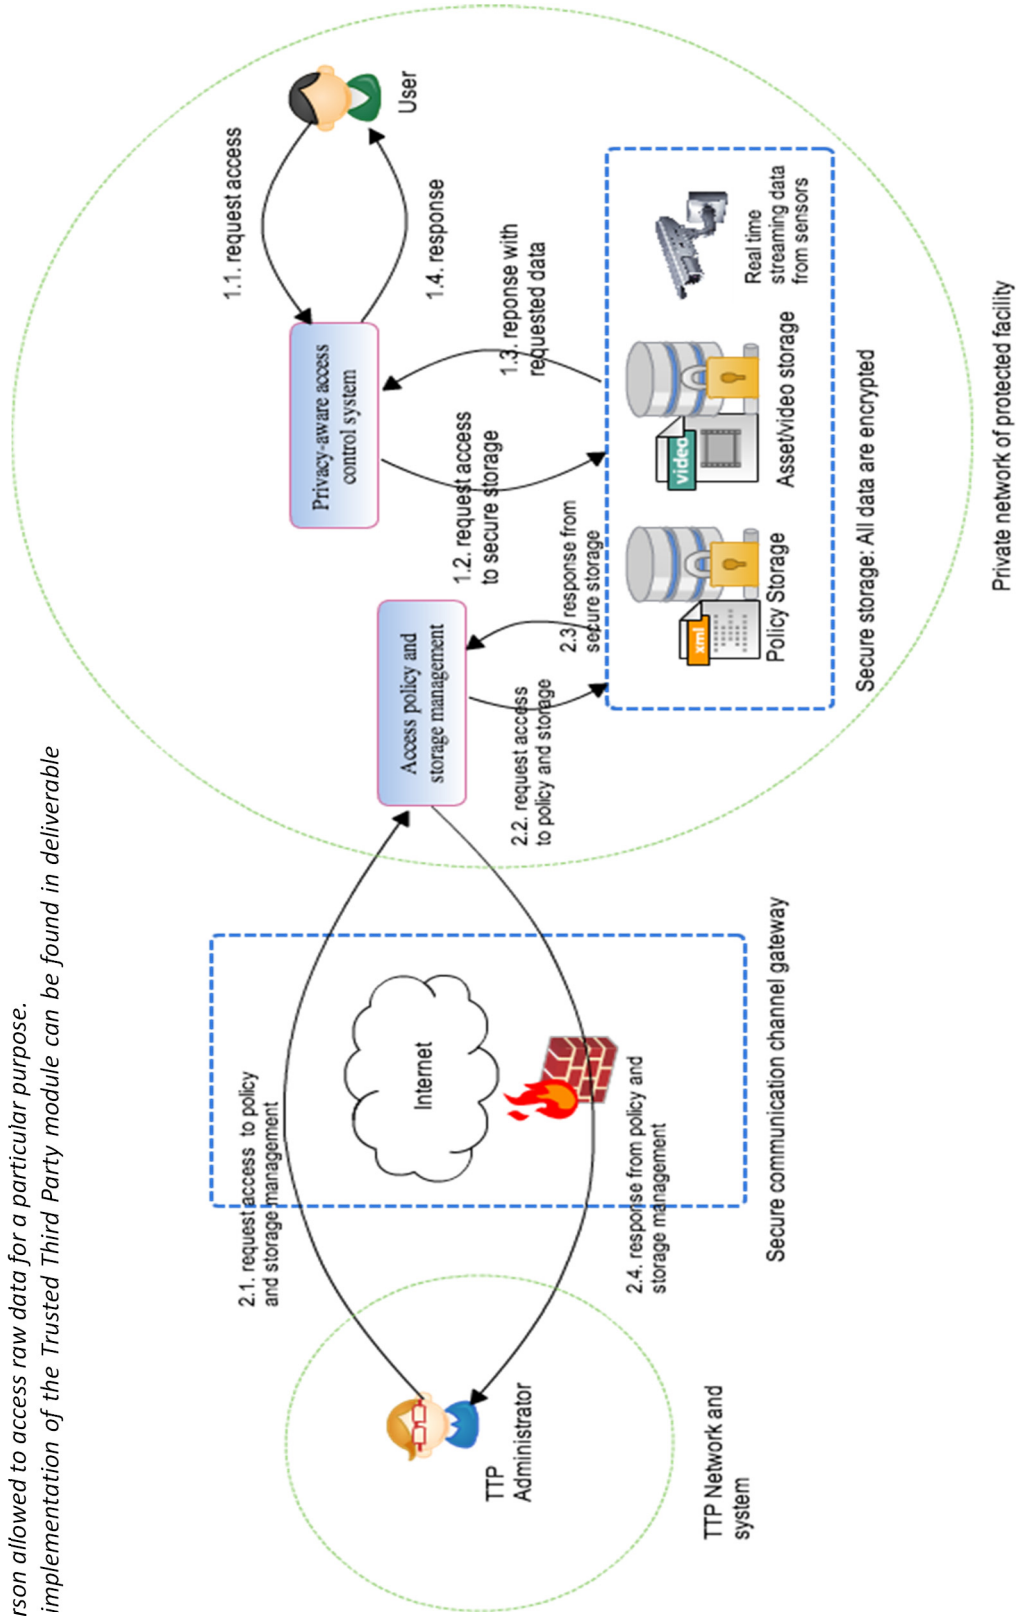 rson allowed to access raw data for a particular purpose.
implementation of the Trusted Third Party module can be found in deliverable
TTP
Administrator
TTP Network and
system
2.1. request access to policy
and storage management
Internet
2.4. response from policy and
storage management
Secure communication channel gateway
Access policy and
storage management
2.2. request access
to policy and storage
2.3. response from
secure storage
Privacy-aware access
control system
1.1. request access
1.4. response
User
1.2. request access
to secure storage
1.3. reponse with
requested data
xml
Policy Storage
video
Asset/video storage
Real time
streaming data
from sensors
Secure storage: All data are encrypted
Private network of protected facility